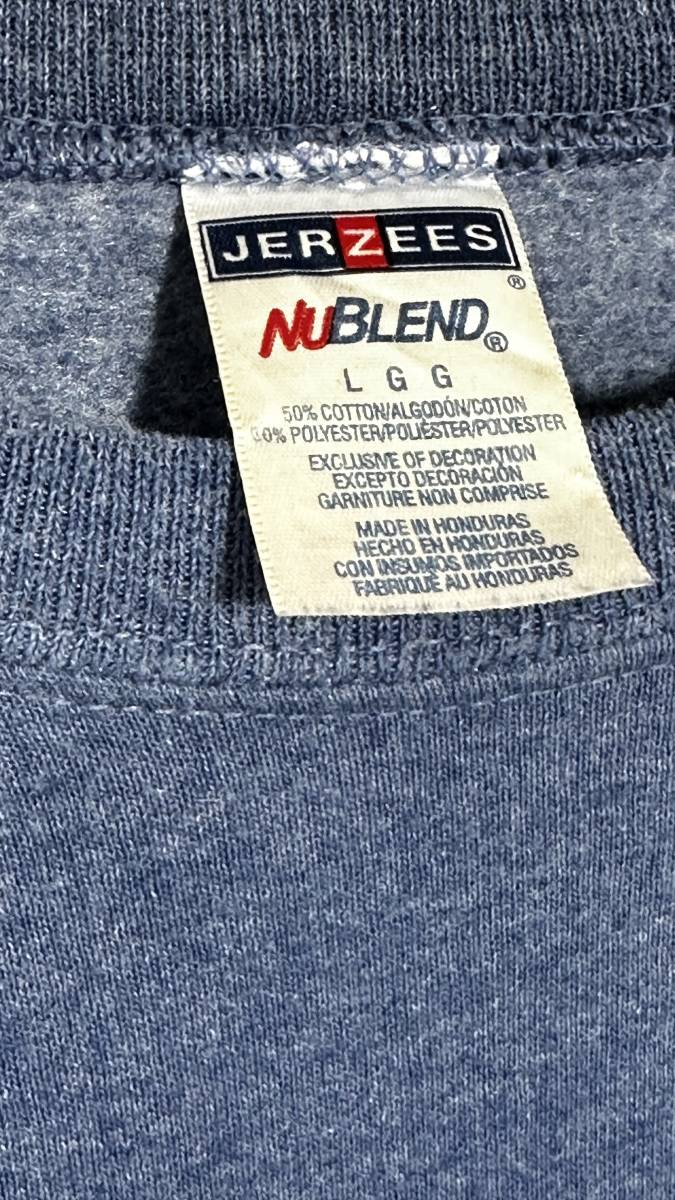 JERZEES
®
NUBLEND®
L G G
50% COTTON/ALGODÓN/COTON
POLYESTER/POLIÉSTER/POLYESTER
EXCLUSIVE OF DECORATION
EXCEPTO DECORACIÓN
GARNITURE NON COMPRISE
MADE IN HONDURAS
HECHO EN HONDURAS
CON INSUMOS IMPORTADOS
FABRIQUÉ AU HONDURAS